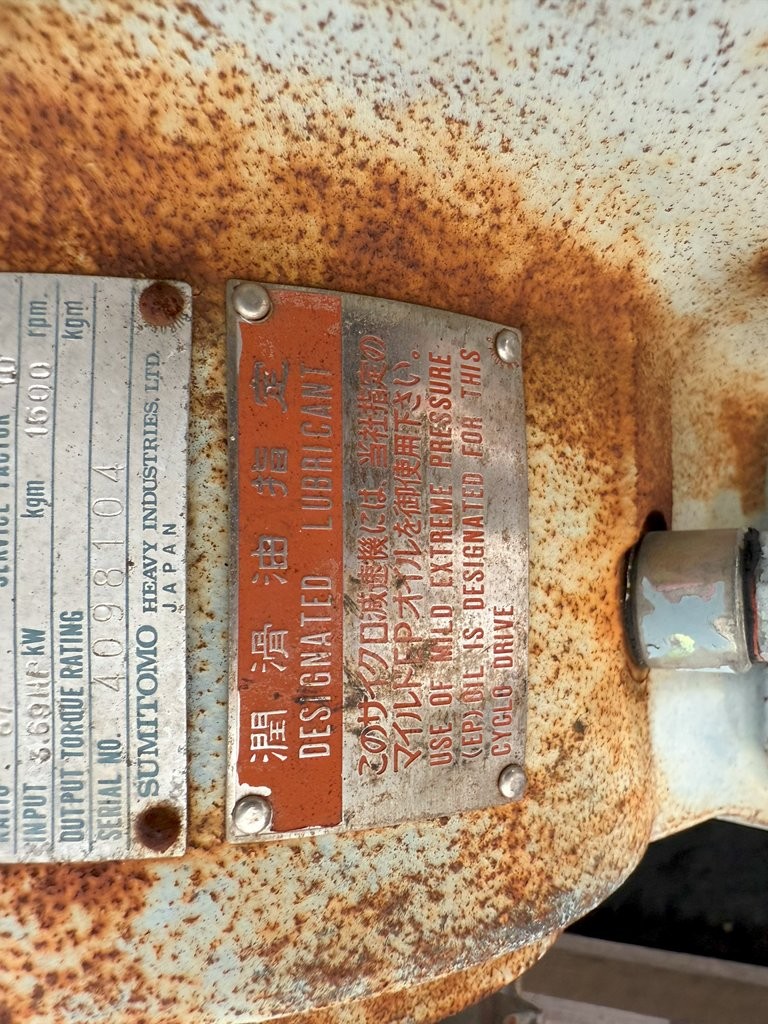 SERVICE FACTOR
INPUT kW kgm 1500 rpm.
OUTPUT TORQUE RATING kgm
SERIAL NO. 4098104
SUMITOMO HEAVY INDUSTRIES, LTD.
JAPAN
潤滑油指定
DESIGNATED LUBRICANT
このサイクロ減速機には、当社指定の
マイルドEPオイルを御使用下さい。
USE OF MILD EXTREME PRESSURE
(EP) OIL IS DESIGNATED FOR THIS
CYCLO DRIVE